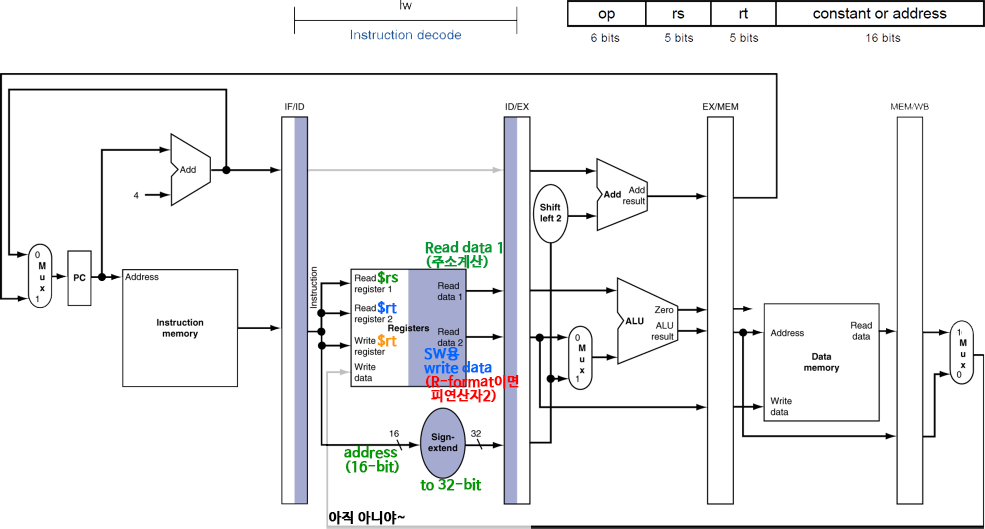 lw
Instruction decode
op rs rt constant or address
6 bits 5 bits 5 bits 16 bits
IF/ID
ID/EX
EX/MEM
MEM/WB
Add
4
Add
Add
result
Shift
left 2
0
M
u
x
1
PC
Address
Instruction
memory
Instruction
Read
register 1
$rs
Read
register 2
$rt
Write
register
$rt
Write
data
Registers
Read
data 1
Read
data 2
Read data 1
(주소계산)
SW용
write data
(R-format이면
피연산자2)
0
M
u
x
1
ALU
Zero
ALU
result
Address
Read
data
Data
memory
Write
data
1
M
u
x
0
16
Sign-
extend
32
address
(16-bit)
to 32-bit
아직 아니야~